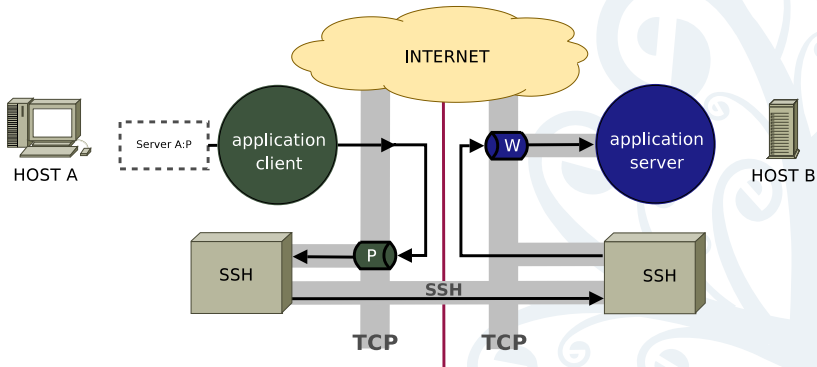 INTERNET
Server A:P
application
client
W
application
server
HOST A
HOST B
P
SSH
SSH
SSH
TCP
TCP